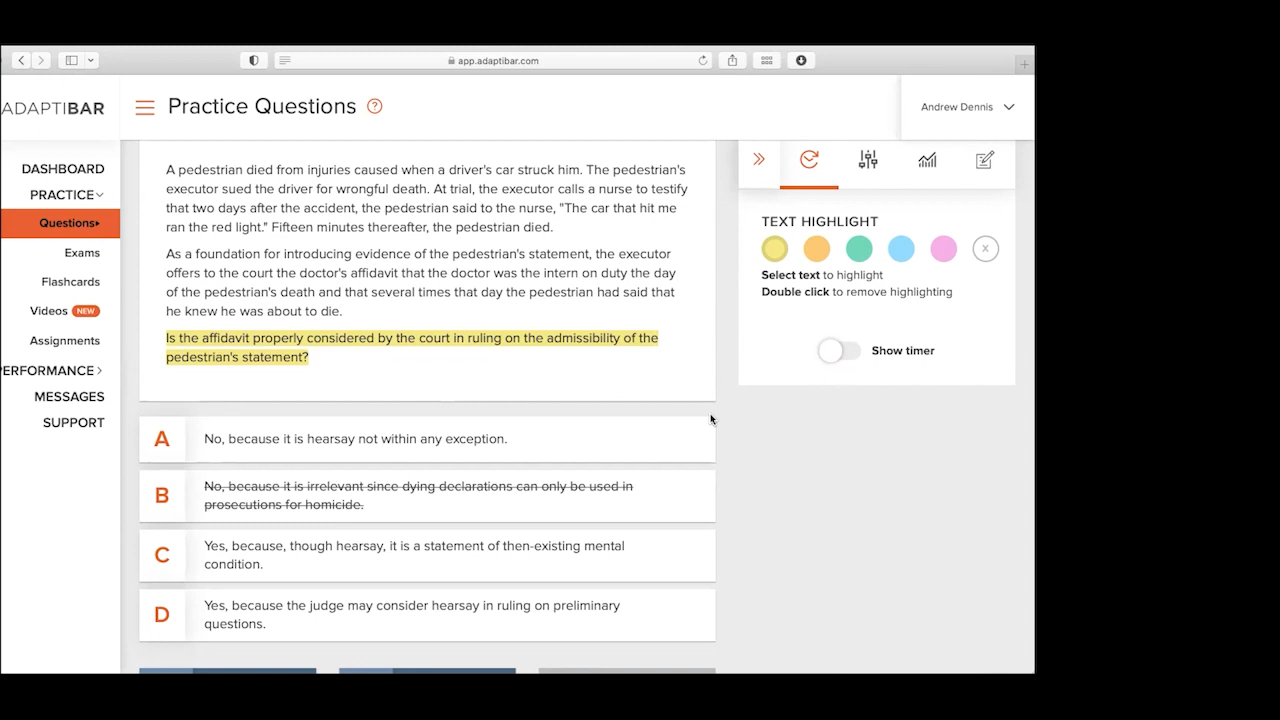 app.adaptibar.com
ADAPTIBAR
Practice Questions ?
Andrew Dennis
DASHBOARD
PRACTICE
Questions
Exams
Flashcards
Videos NEW
Assignments
PERFORMANCE
MESSAGES
SUPPORT
A pedestrian died from injuries caused when a driver's car struck him. The pedestrian's
executor sued the driver for wrongful death. At trial, the executor calls a nurse to testify
that two days after the accident, the pedestrian said to the nurse, "The car that hit me
ran the red light." Fifteen minutes thereafter, the pedestrian died.
As a foundation for introducing evidence of the pedestrian's statement, the executor
offers to the court the doctor's affidavit that the doctor was the intern on duty the day
of the pedestrian's death and that several times that day the pedestrian had said that
he knew he was about to die.
Is the affidavit properly considered by the court in ruling on the admissibility of the
pedestrian's statement?
A No, because it is hearsay not within any exception.
B No, because it is irrelevant since dying declarations can only be used in
prosecutions for homicide.
C Yes, because, though hearsay, it is a statement of then-existing mental
condition.
D Yes, because the judge may consider hearsay in ruling on preliminary
questions.
TEXT HIGHLIGHT
x
Select text to highlight
Double click to remove highlighting
Show timer